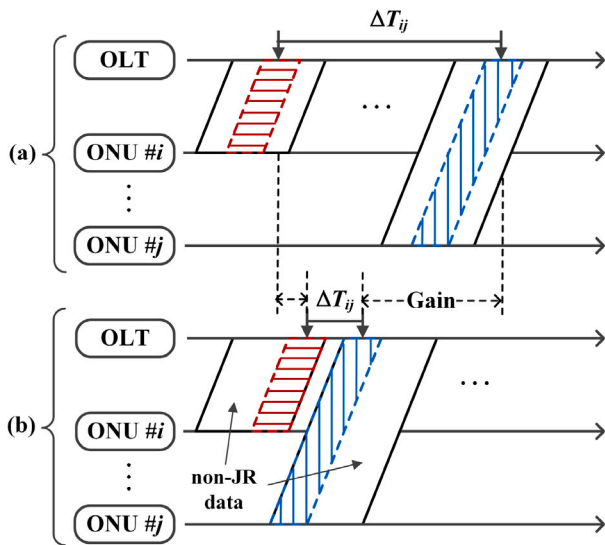 ΔTij
OLT
...
(a)
ONU #i
...
ONU #j
ΔTij
Gain
OLT
...
(b)
ONU #i
...
non-JR
data
ONU #j